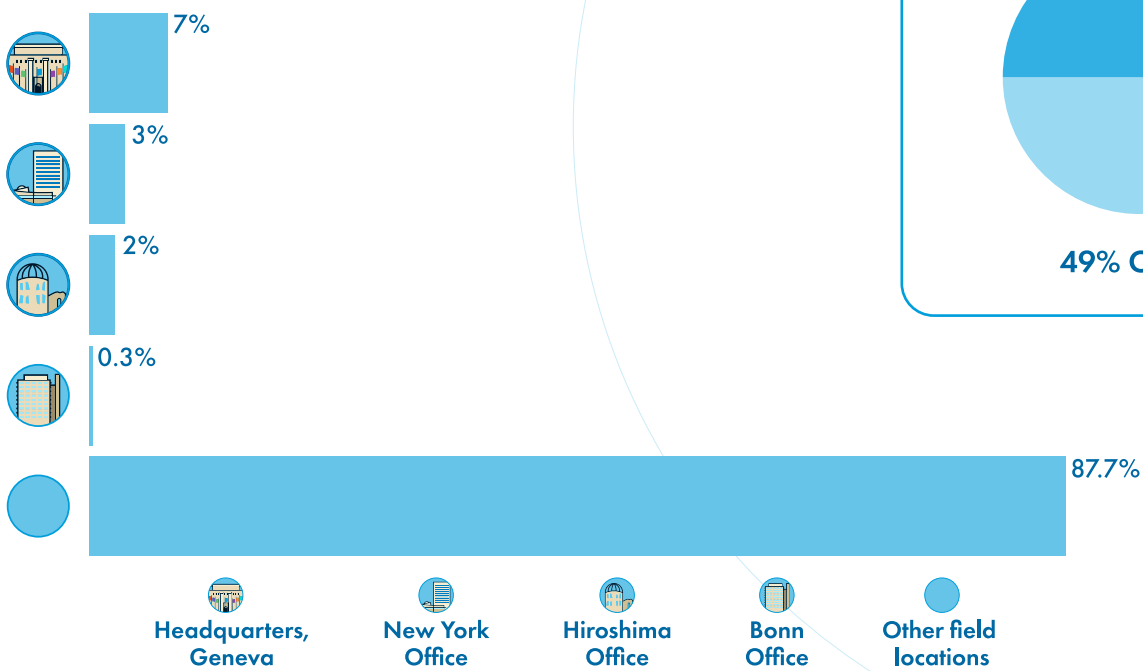 7%
3%
2%
0.3%
87.7%
49%
Headquarters,
Geneva
New York
Office
Hiroshima
Office
Bonn
Office
Other field
locations